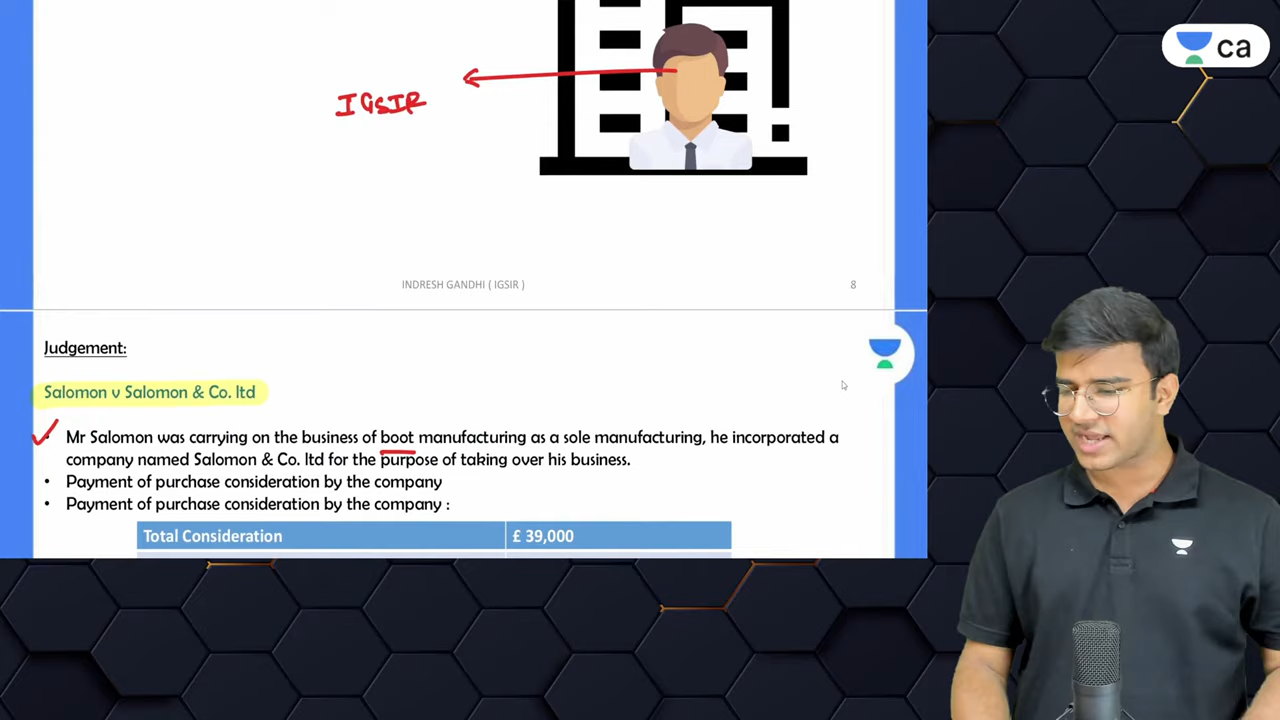 ca
IGSIR
INDRESH GANDHI ( IGSIR )
8
Judgement:
Salomon v Salomon & Co. ltd
• Mr Salomon was carrying on the business of boot manufacturing as a sole manufacturing, he incorporated a
company named Salomon & Co. ltd for the purpose of taking over his business.
• Payment of purchase consideration by the company
• Payment of purchase consideration by the company :
Total Consideration £ 39,000